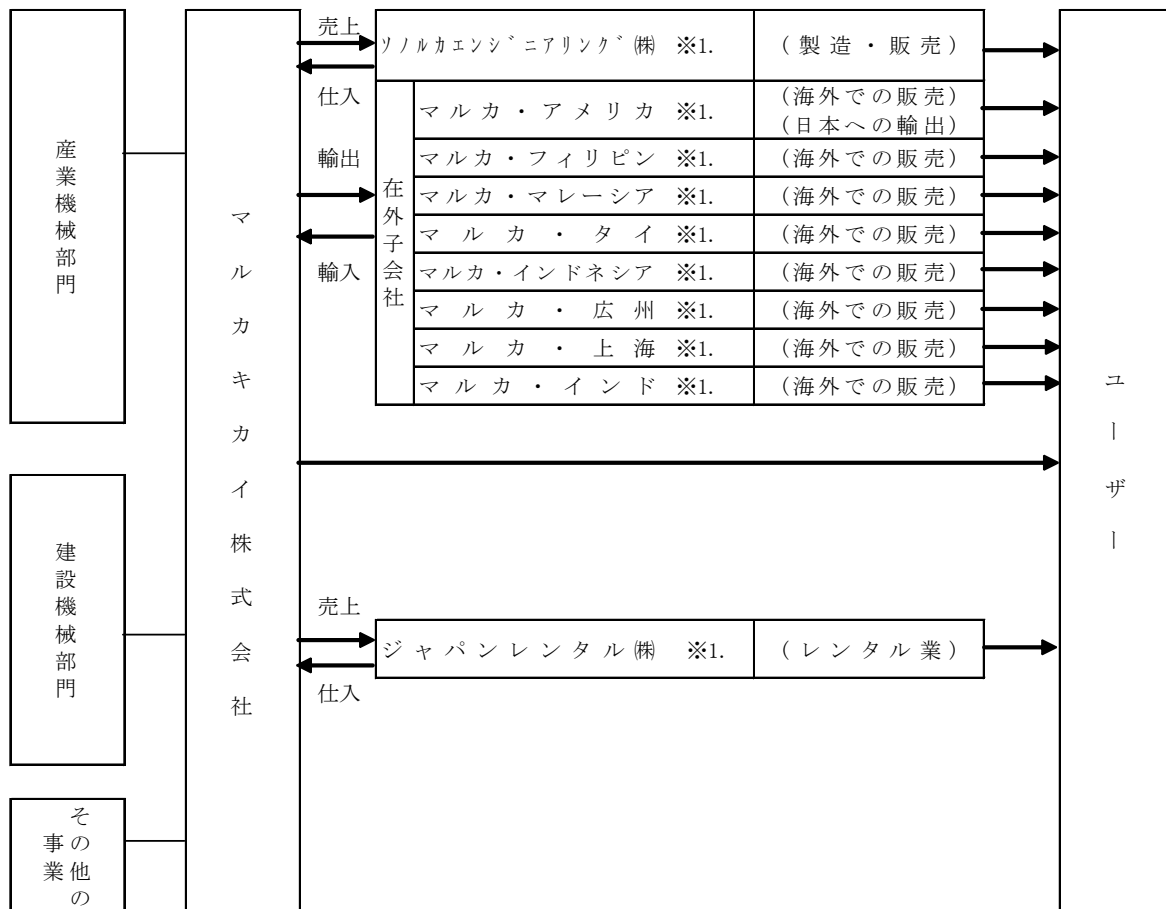 産業機械部門
建設機械部門
その他の
事業
マルカキカイ株式会社
売上
仕入
輸出
輸入
ソノルカエンジニアリング㈱ ※1. (製造・販売)
在外子会社
マルカ・アメリカ ※1. (海外での販売)
(日本への輸出)
マルカ・フィリピン ※1. (海外での販売)
マルカ・マレーシア ※1. (海外での販売)
マルカ・タイ ※1. (海外での販売)
マルカ・インドネシア ※1. (海外での販売)
マルカ・広州 ※1. (海外での販売)
マルカ・上海 ※1. (海外での販売)
マルカ・インド ※1. (海外での販売)
売上
仕入
ジャパンレンタル㈱ ※1. (レンタル業)
ユーザー